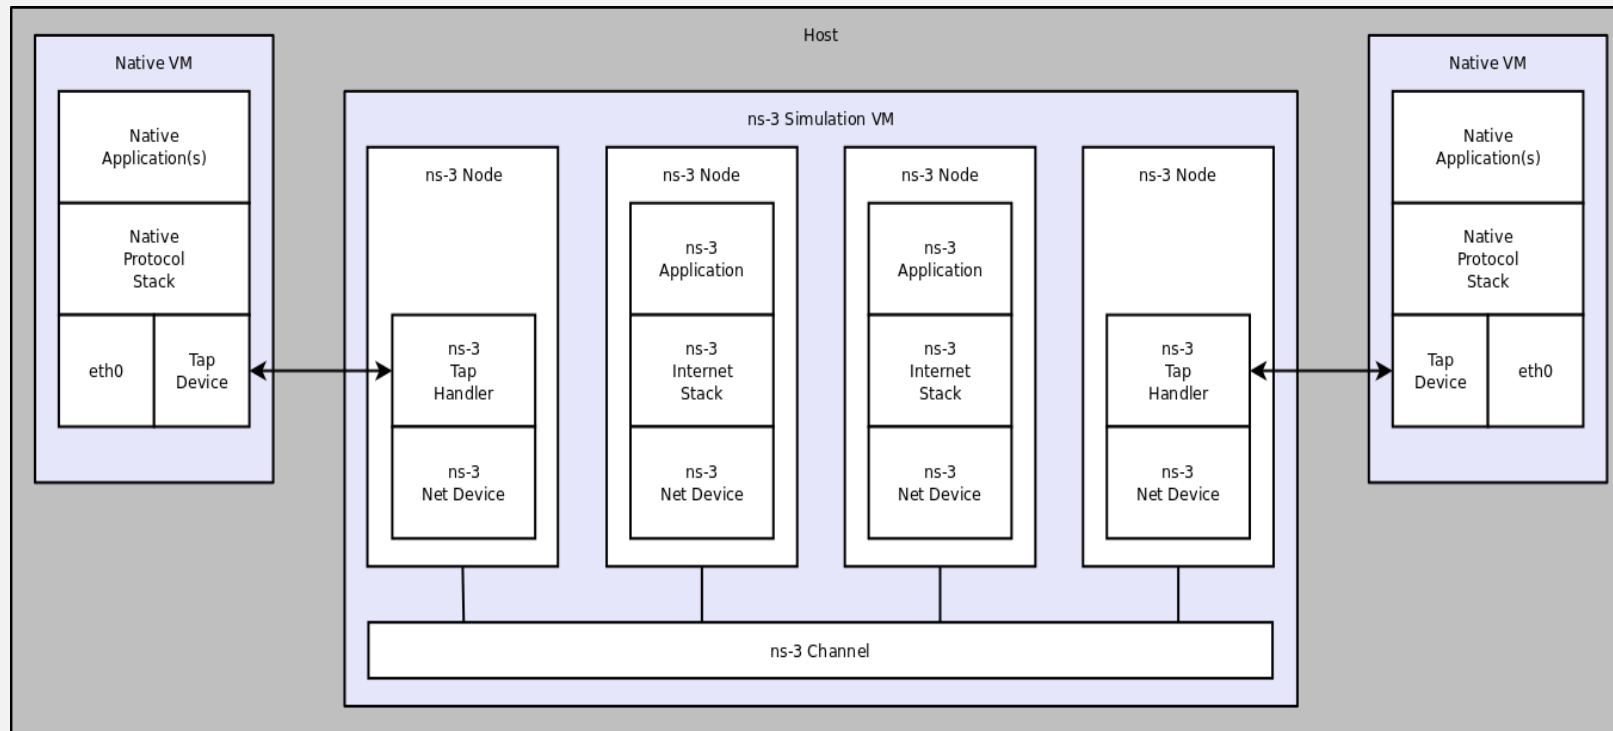 Host
Native VM
Native
Application(s)
Native
Protocol
Stack
eth0
Tap
Device
ns-3 Simulation VM
ns-3 Node
ns-3
Tap
Handler
ns-3
Net Device
ns-3 Node
ns-3
Application
ns-3
Internet
Stack
ns-3
Net Device
ns-3 Node
ns-3
Application
ns-3
Internet
Stack
ns-3
Net Device
ns-3 Node
ns-3
Tap
Handler
ns-3
Net Device
ns-3 Channel
Native VM
Native
Application(s)
Native
Protocol
Stack
Tap
Device
eth0